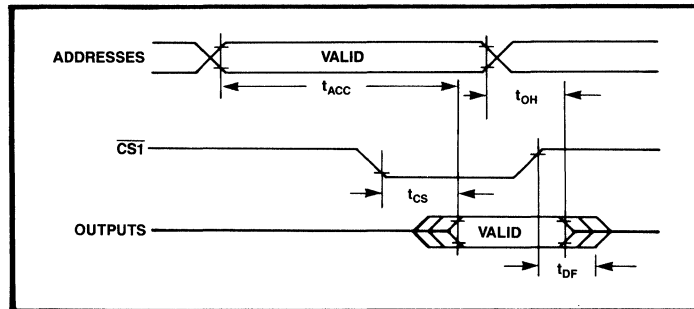 ADDRESSES
VALID
tACC
tOH
CS1
tCS
OUTPUTS
VALID
tDF